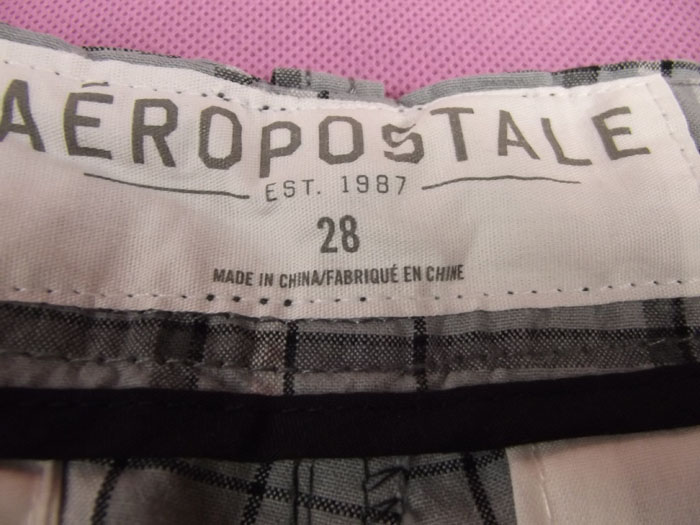 AÉROPOSTALE
EST. 1987
28
MADE IN CHINA/FABRIQUÉ EN CHINE